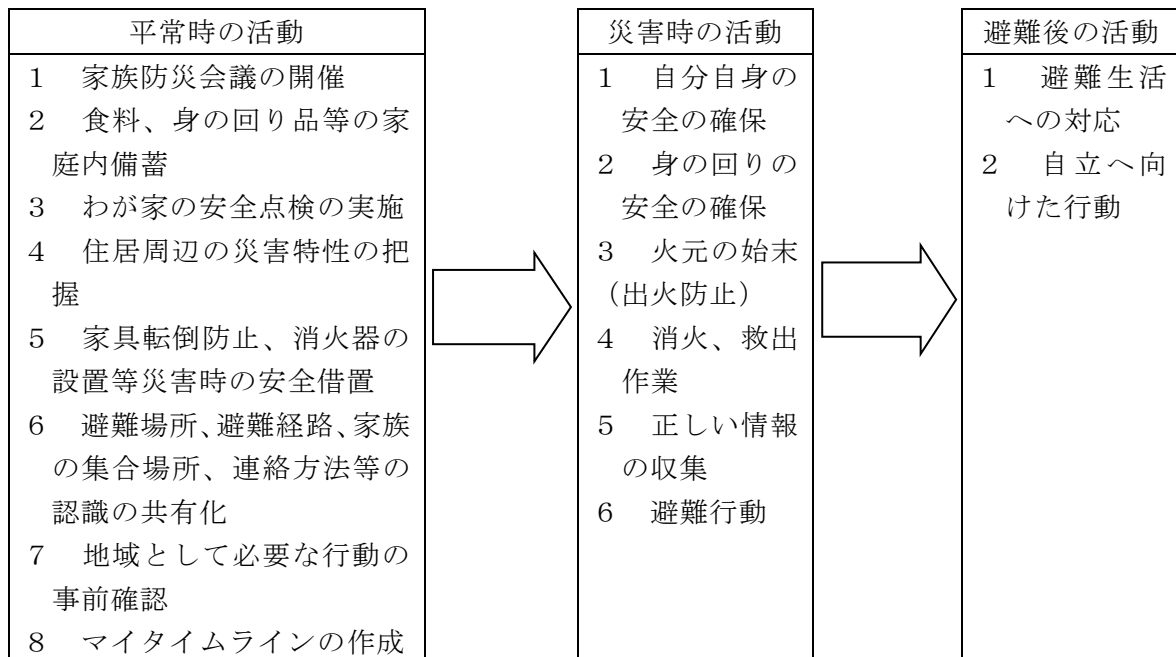 平常時の活動
1 家族防災会議の開催
2 食料、身の回り品等の家
庭内備蓄
3 わが家の安全点検の実施
4 住居周辺の災害特性の把
握
5 家具転倒防止、消火器の
設置等災害時の安全借置
6 避難場所、避難経路、家族
の集合場所、連絡方法等の
認識の共有化
7 地域として必要な行動の
事前確認
8 マイタイムラインの作成
災害時の活動
1 自分自身の
安全の確保
2 身の回りの
安全の確保
3 火元の始末
（出火防止）
4 消火、救出
作業
5 正しい情報
の収集
6 避難行動
避難後の活動
1 避難生活
への対応
2 自立へ向
けた行動